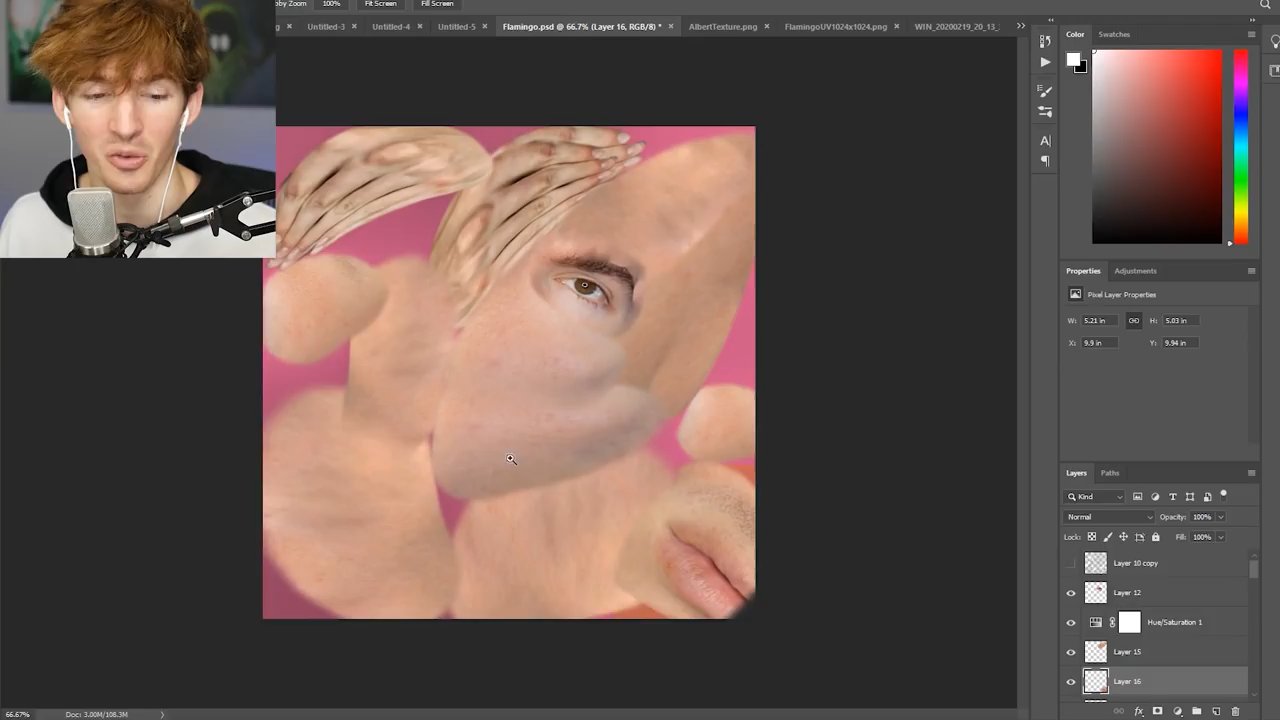 by Zoom 100% Fit Screen Fill Screen
g × Untitled-3 × Untitled-4 × Untitled-5 × Flamingo.psd @ 66.7% (Layer 16, RGB/8) * × AlbertTexture.png × FlamingoUV1024x1024.png × WIN_20200219_20_13_
Color Swatches
Properties Adjustments
Pixel Layer Properties
W: 5.21 in H: 5.03 in
X: 9.9 in Y: 9.94 in
Layers Paths
Kind
Normal Opacity: 100%
Lock: Fill: 100%
Layer 10 copy
Layer 12
Hue/Saturation 1
Layer 15
Layer 16
66.67% Doc: 3.00M/108.3M